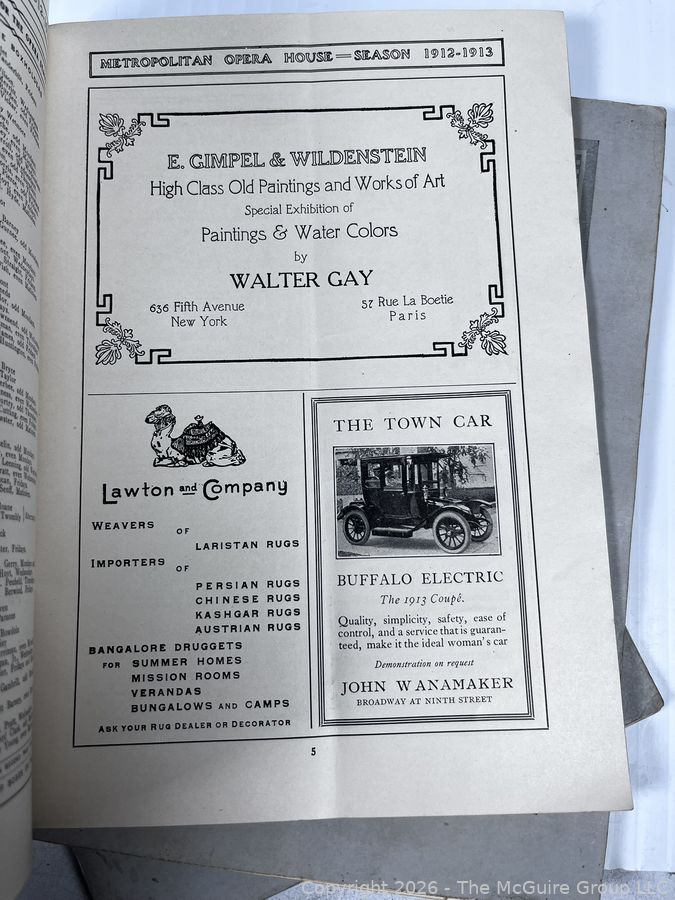 METROPOLITAN OPERA HOUSE—SEASON 1912-1913
E. GIMPEL & WILDENSTEIN
High Class Old Paintings and Works of Art
Special Exhibition of
Paintings & Water Colors
by
WALTER GAY
636 Fifth Avenue
New York
57 Rue La Boetie
Paris
Lawton and Company
WEAVERS
OF
LARISTAN RUGS
IMPORTERS
OF
PERSIAN RUGS
CHINESE RUGS
KASHGAR RUGS
AUSTRIAN RUGS
BANGALORE DRUGGETS
FOR SUMMER HOMES
MISSION ROOMS
VERANDAS
BUNGALOWS AND CAMPS
ASK YOUR RUG DEALER OR DECORATOR
THE TOWN CAR
BUFFALO ELECTRIC
The 1913 Coupé.
Quality, simplicity, safety, ease of
control, and a service that is guaran-
teed, make it the ideal woman's car
Demonstration on request
JOHN WANAMAKER
BROADWAY AT NINTH STREET
5
Copyright 2026 - The McGuire Group LLC